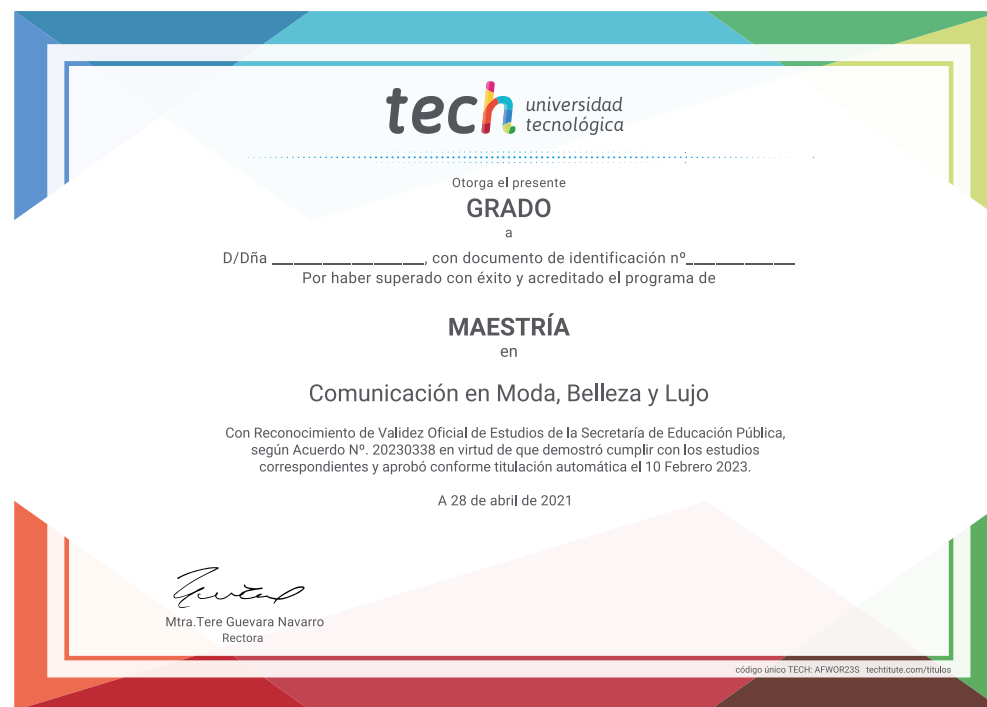 tech universidad
tecnológica
Otorga el presente
GRADO
a
D/Dña ________________, con documento de identificación nº____________
Por haber superado con éxito y acreditado el programa de
MAESTRÍA
en
Comunicación en Moda, Belleza y Lujo
Con Reconocimiento de Validez Oficial de Estudios de la Secretaría de Educación Pública,
según Acuerdo Nº. 20230338 en virtud de que demostró cumplir con los estudios
correspondientes y aprobó conforme titulación automática el 10 Febrero 2023.
A 28 de abril de 2021
Mtra.Tere Guevara Navarro
Rectora
código único TECH: AFWOR23S techtitute.com/titulos